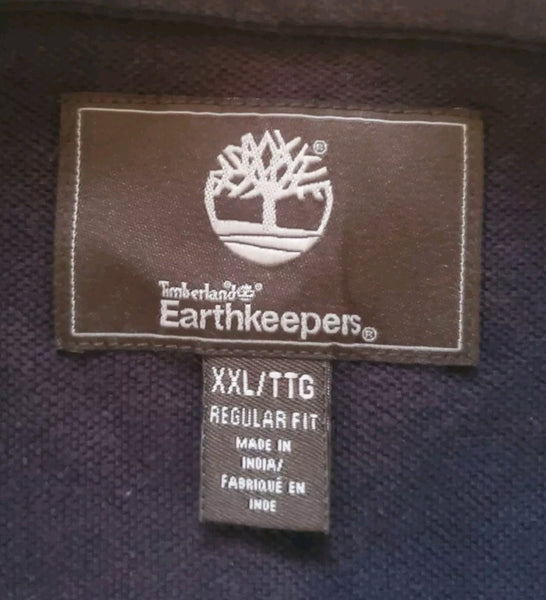 ®
Timberland®®
Earthkeepers®
XXL/TTG
REGULAR FIT
MADE IN
INDIA/
FABRIQUÉ EN
INDE